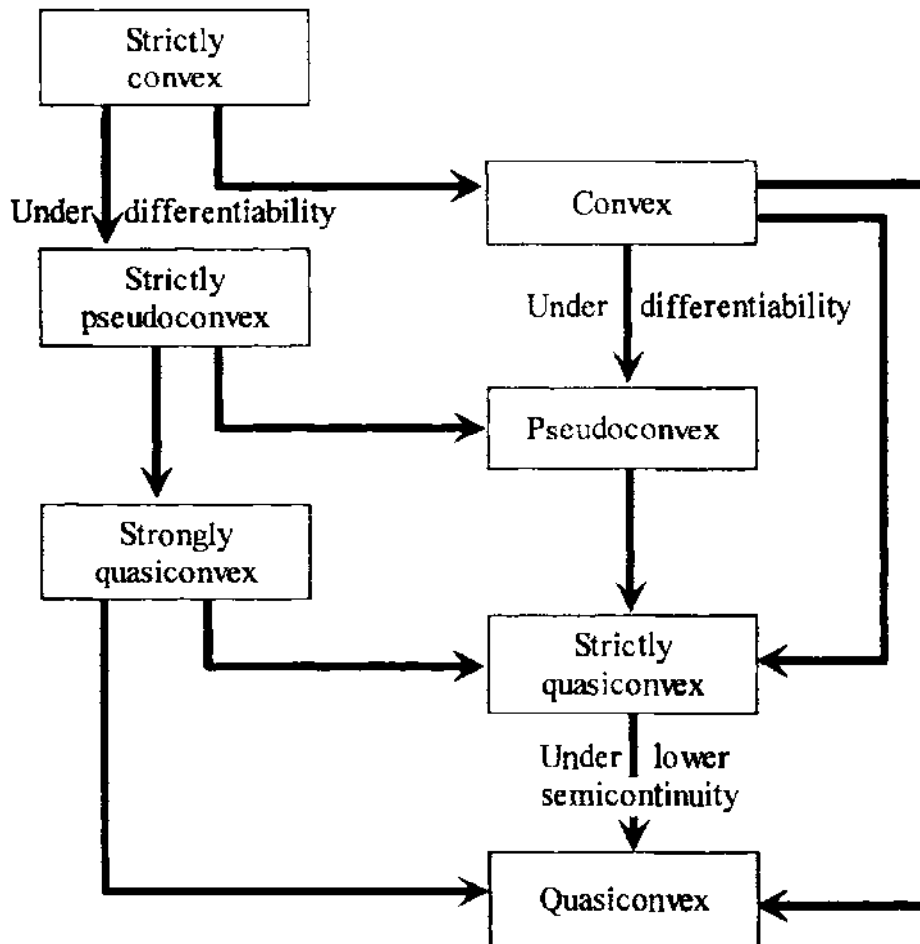 Strictly
convex
Convex
Under differentiability
Strictly
pseudoconvex
Under differentiability
Pseudoconvex
Strongly
quasiconvex
Strictly
quasiconvex
Under lower
semicontinuity
Quasiconvex